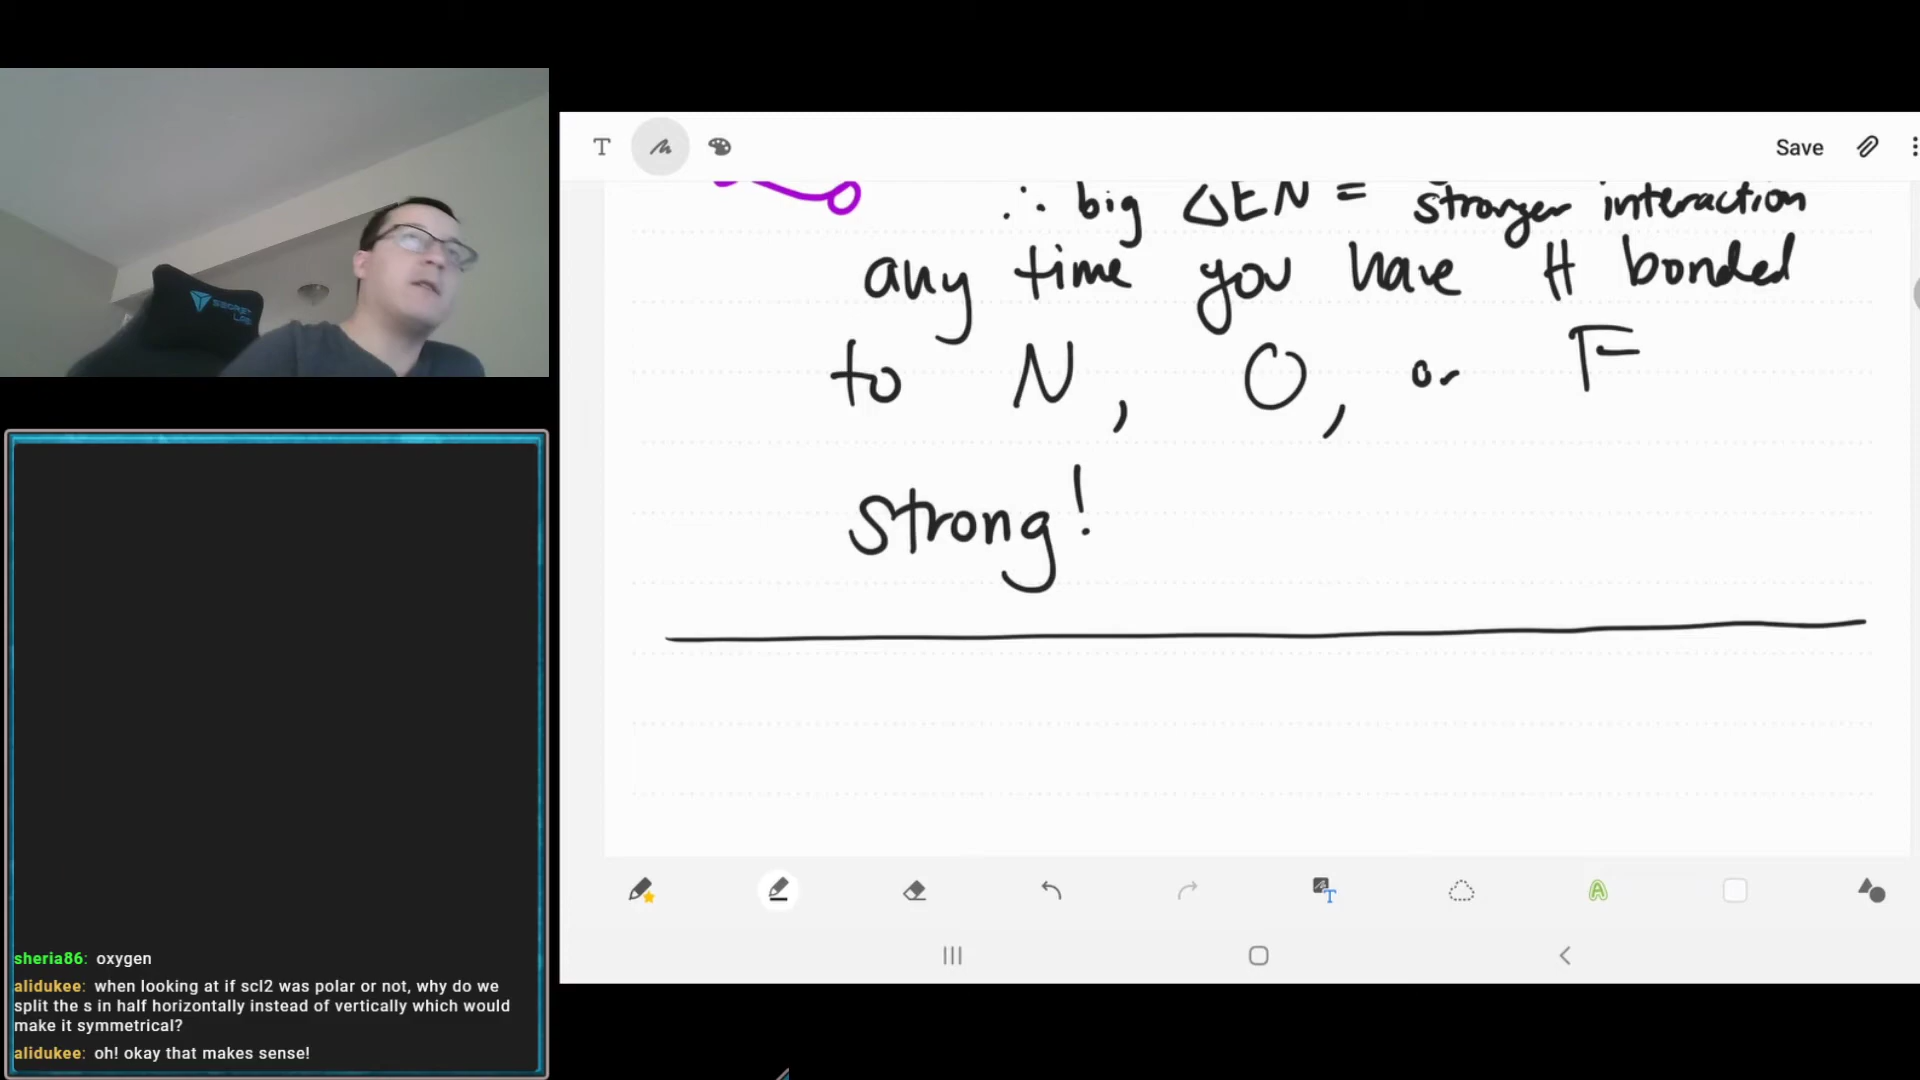 SECRET
LAB
T
Save
∴ big ΔEN = stronger interaction
any time you have H bonded
to N, O, or F
strong!
T
A
sheria86: oxygen
alidukee: when looking at if scl2 was polar or not, why do we
split the s in half horizontally instead of vertically which would
make it symmetrical?
alidukee: oh! okay that makes sense!